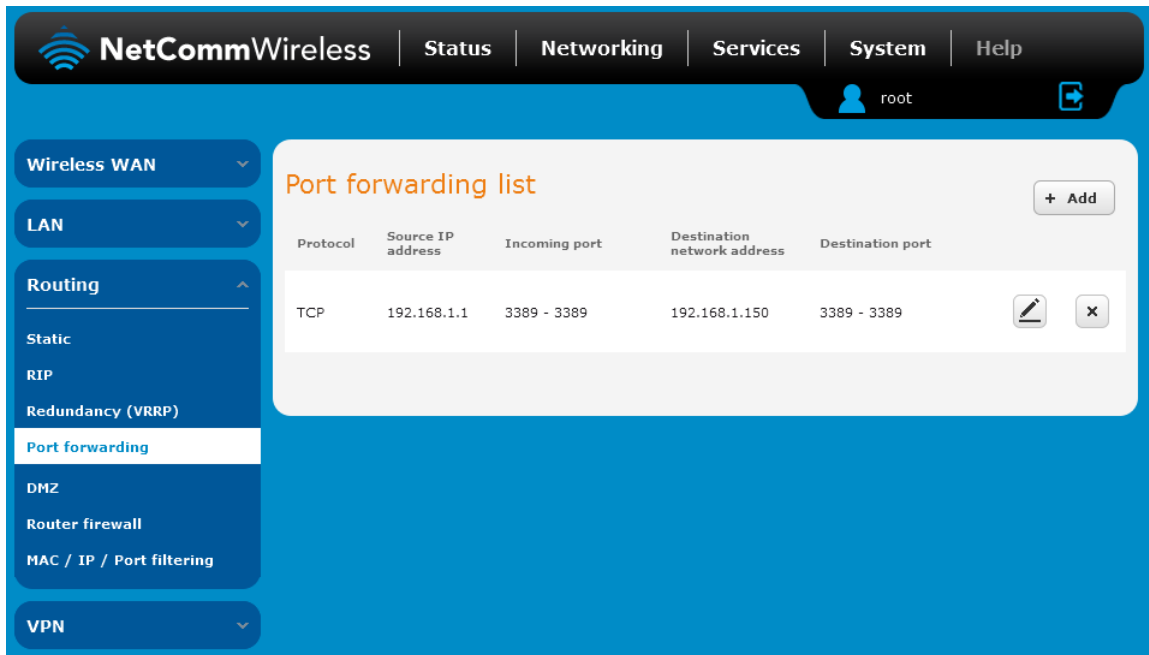 NetCommWireless Status Networking Services System Help
root
Wireless WAN
LAN
Routing
Static
RIP
Redundancy (VRRP)
Port forwarding
DMZ
Router firewall
MAC / IP / Port filtering
VPN
Port forwarding list
+ Add
Protocol Source IP address Incoming port Destination network address Destination port
TCP 192.168.1.1 3389 - 3389 192.168.1.150 3389 - 3389